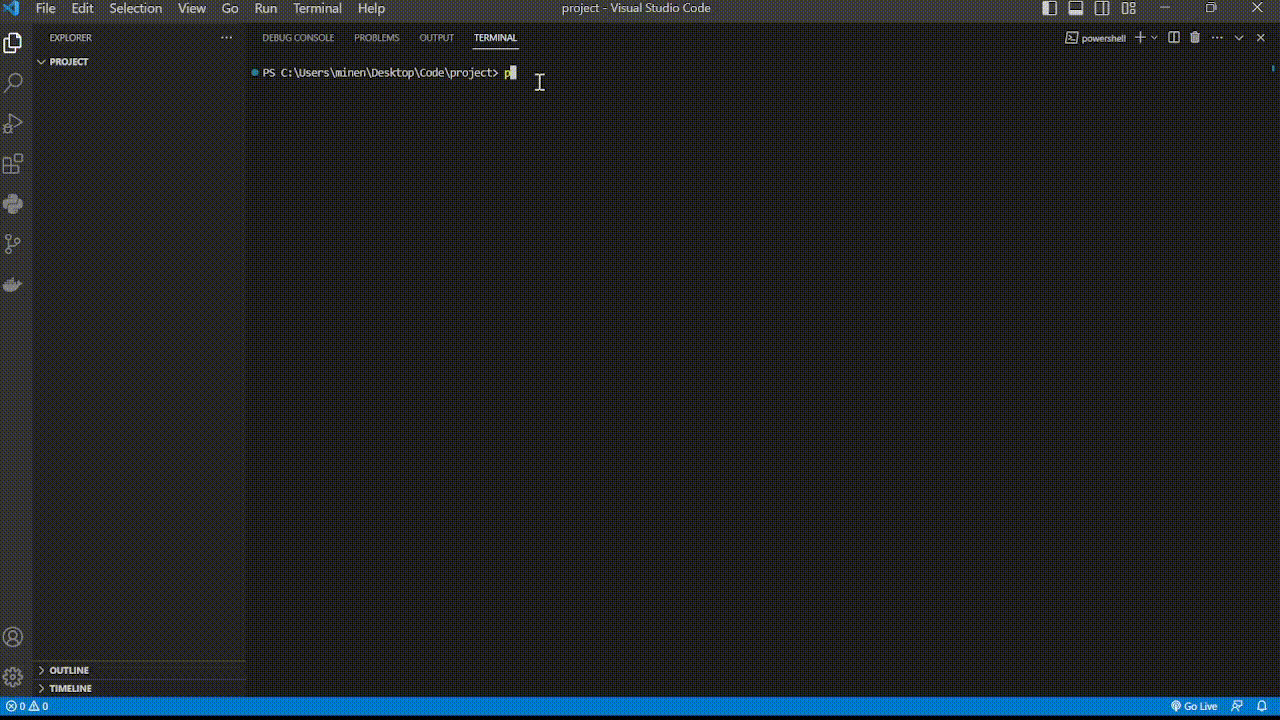 File Edit Selection View Go Run Terminal Help project - Visual Studio Code
EXPLORER
DEBUG CONSOLE PROBLEMS OUTPUT TERMINAL
powershell
PROJECT
PS C:\Users\minen\Desktop\Code\project> p
OUTLINE
TIMELINE
0 0 Go Live